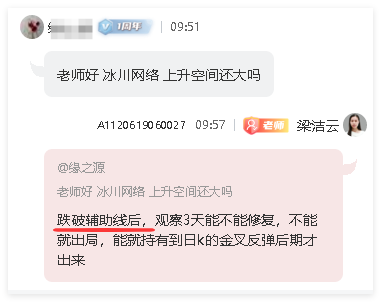 1周年 09:51
老师好 冰川网络 上升空间还大吗
A1120619060027 09:57 老师 梁洁云
@缘之源
老师好 冰川网络 上升空间还大吗
跌破辅助线后，观察3天能不能修复，不能
就出局，能就持有到日k的金叉反弹后期才
出来